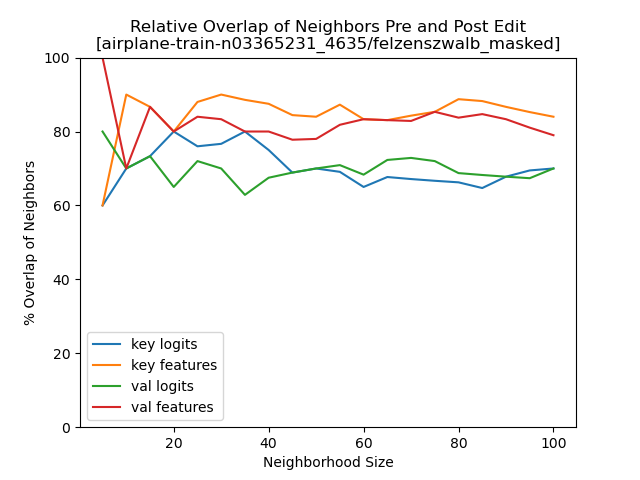 Relative Overlap of Neighbors Pre and Post Edit
[airplane-train-n03365231_4635/felzenszwalb_masked]
100
80
60
40
20
0
% Overlap of Neighbors
key logits
key features
val logits
val features
20 40 60 80 100
Neighborhood Size